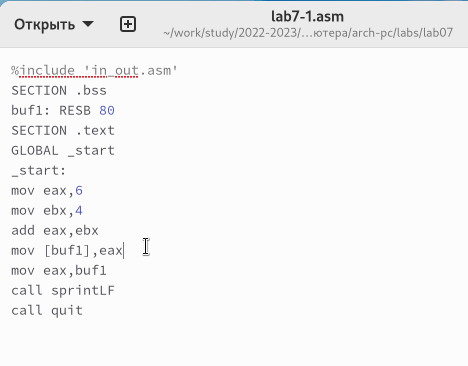 Открыть
lab7-1.asm
~/work/study/2022-2023/…ютера/arch-pc/labs/lab07
%include 'in_out.asm'
SECTION .bss
buf1: RESB 80
SECTION .text
GLOBAL _start
_start:
mov eax,6
mov ebx,4
add eax,ebx
mov [buf1],eax
mov eax,buf1
call sprintLF
call quit